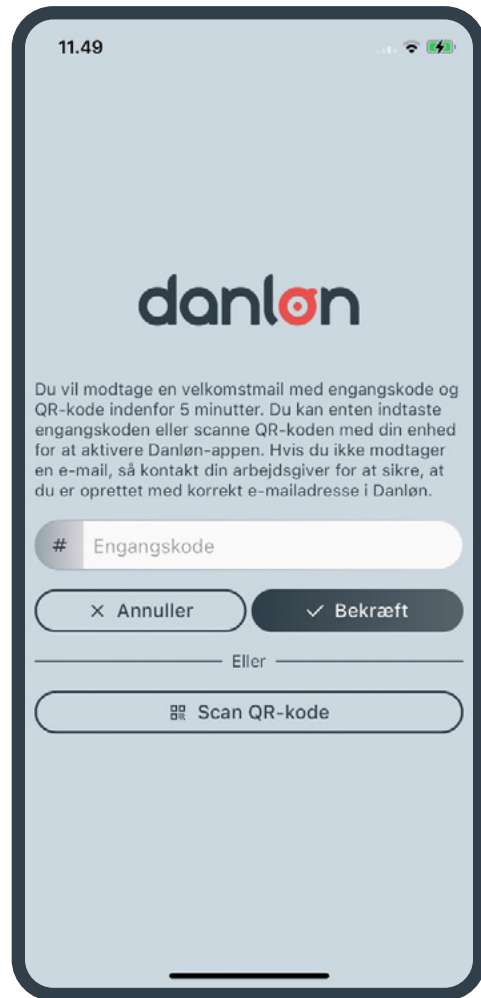 11.49
danløn
Du vil modtage en velkomstmail med engangskode og
QR-kode indenfor 5 minutter. Du kan enten indtaste
engangskoden eller scanne QR-koden med din enhed
for at aktivere Danløn-appen. Hvis du ikke modtager
en e-mail, så kontakt din arbejdsgiver for at sikre, at
du er oprettet med korrekt e-mailadresse i Danløn.
# Engangskode
Annuller Bekræft
Eller
Scan QR-kode